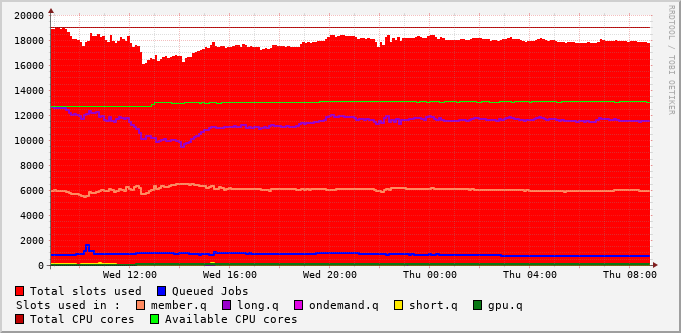 20000
18000
16000
14000
12000
10000
8000
6000
4000
2000
0
Wed 12:00 Wed 16:00 Wed 20:00 Thu 00:00 Thu 04:00 Thu 08:00
RRDTOOL / TOBI OETIKER
Total slots used Queued Jobs
Slots used in : member.q long.q ondemand.q short.q gpu.q
Total CPU cores Available CPU cores